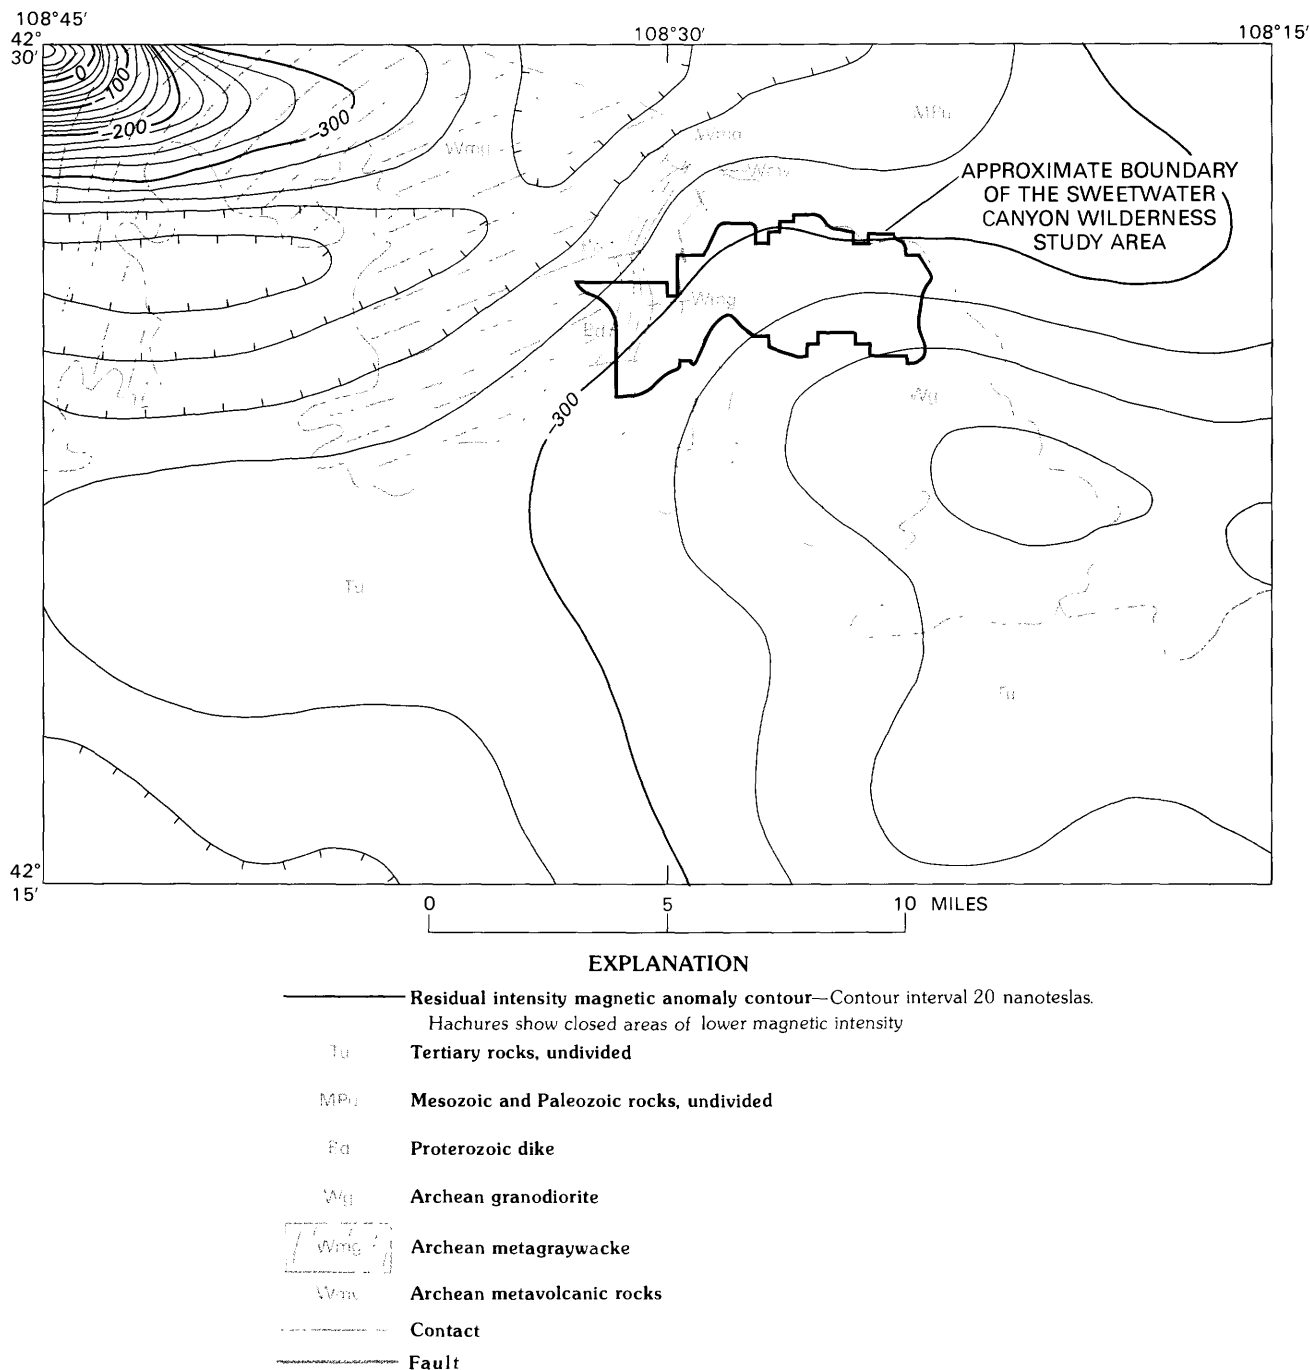 108°45′
42°
30′
108°30′
108°15′
0
-100
-200
-300
MPu
Wmg
Wmg
Wmv
APPROXIMATE BOUNDARY
OF THE SWEETWATER
CANYON WILDERNESS
STUDY AREA
Wmg
-300
Wg
Tu
Tu
42°
15′
0 5 10 MILES
EXPLANATION
Residual intensity magnetic anomaly contour—Contour interval 20 nanoteslas.
Hachures show closed areas of lower magnetic intensity
Tu Tertiary rocks, undivided
MPu Mesozoic and Paleozoic rocks, undivided
Proterozoic dike
Wg Archean granodiorite
Wmg Archean metagraywacke
Wmv Archean metavolcanic rocks
Contact
Fault